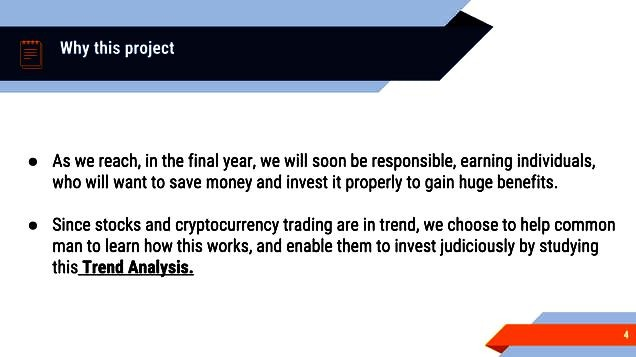 Why this project
● As we reach, in the final year, we will soon be responsible, earning individuals,
who will want to save money and invest it properly to gain huge benefits.
● Since stocks and cryptocurrency trading are in trend, we choose to help common
man to learn how this works, and enable them to invest judiciously by studying
this Trend Analysis.
4